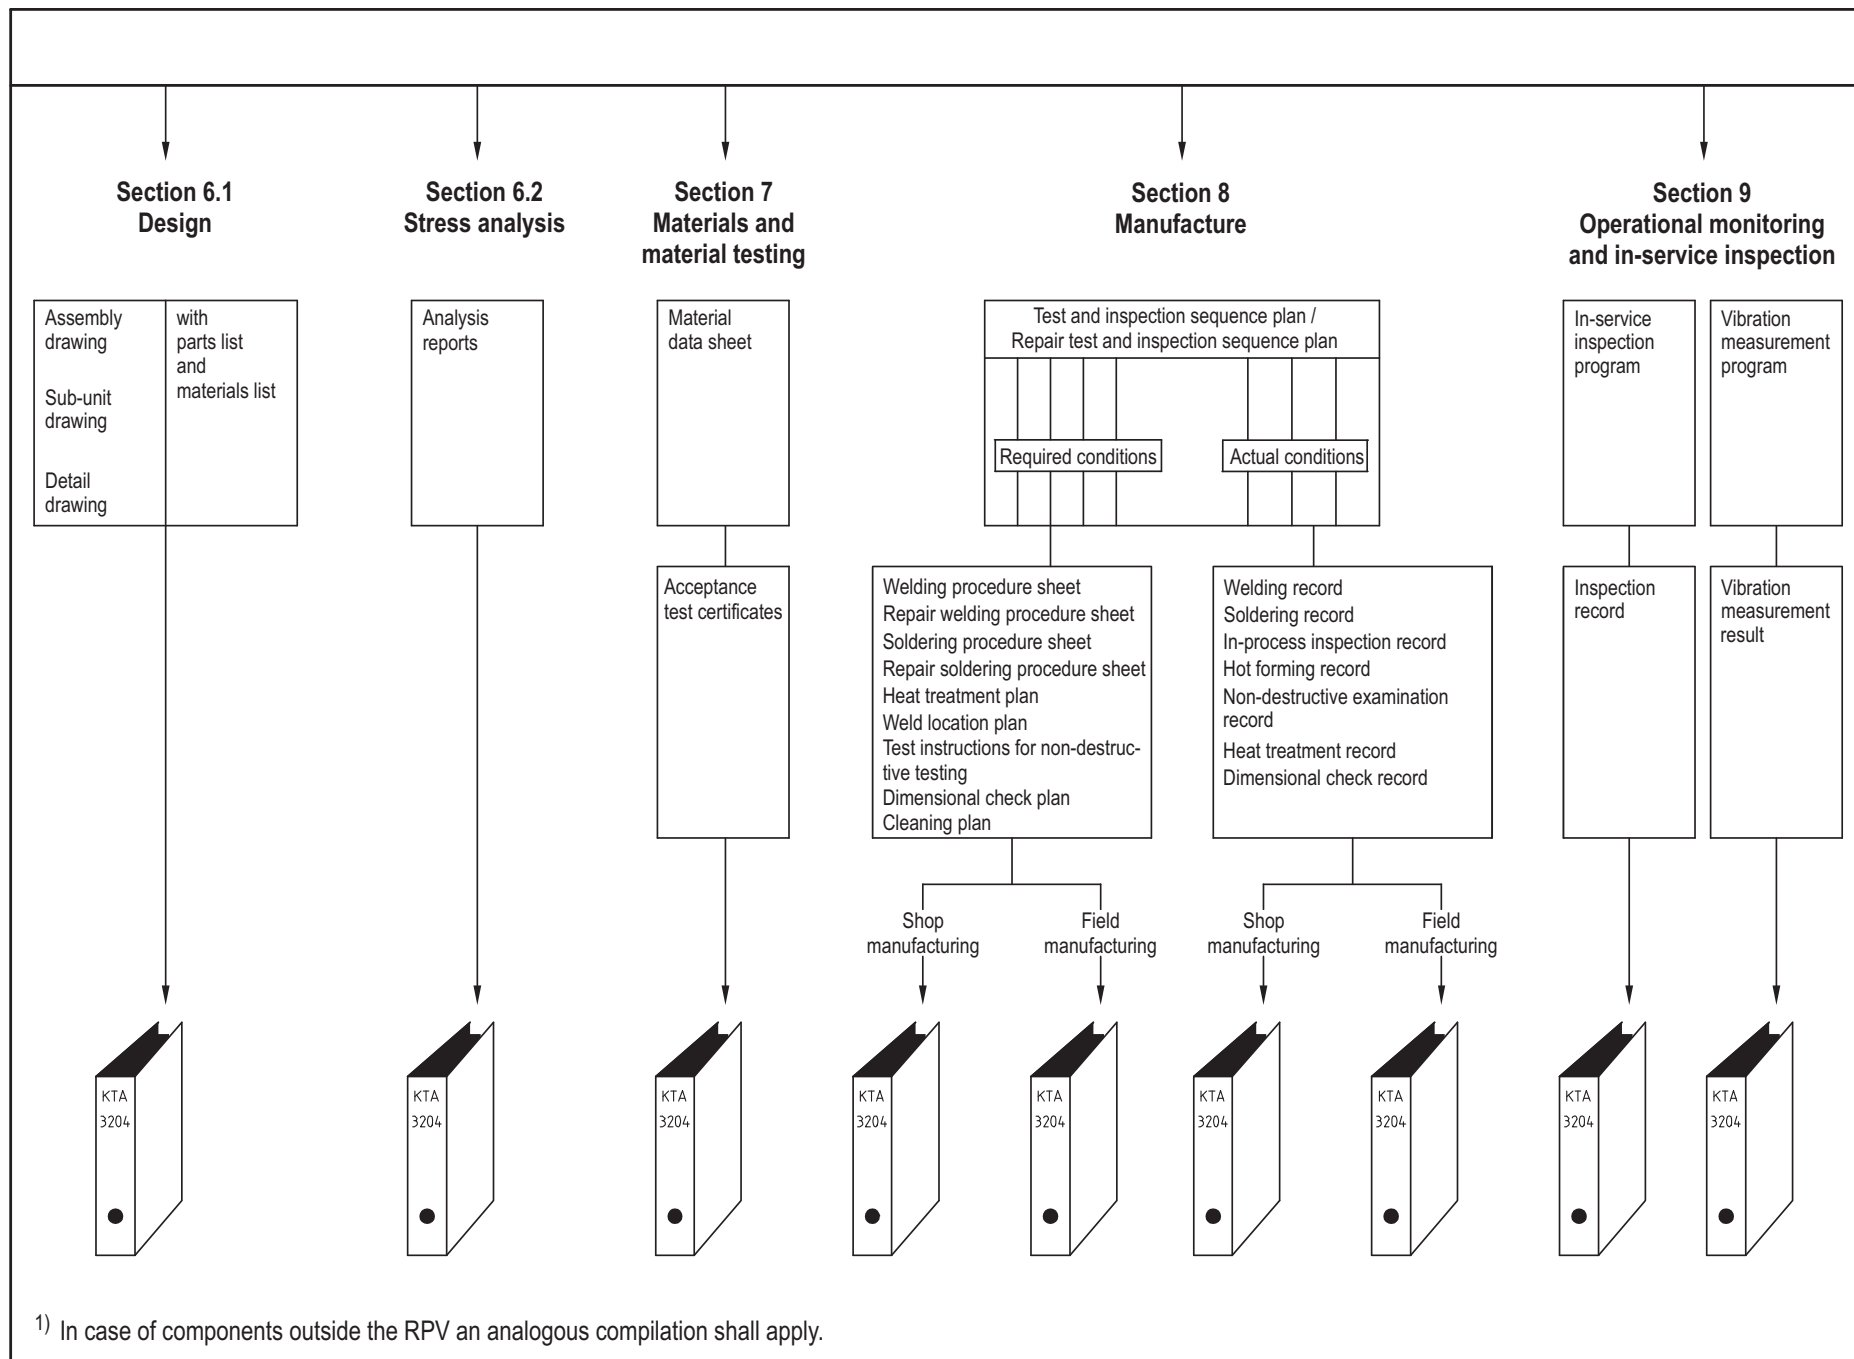 Section 6.1
Design
Section 6.2
Stress analysis
Section 7
Materials and
material testing
Section 8
Manufacture
Section 9
Operational monitoring
and in-service inspection
Assembly
drawing
Sub-unit
drawing
Detail
drawing
with
parts list
and
materials list
Analysis
reports
Material
data sheet
Test and inspection sequence plan /
Repair test and inspection sequence plan
Required conditions
Actual conditions
In-service
inspection
program
Vibration
measurement
program
Acceptance
test certificates
Welding procedure sheet
Repair welding procedure sheet
Soldering procedure sheet
Repair soldering procedure sheet
Heat treatment plan
Weld location plan
Test instructions for non-destruc-
tive testing
Dimensional check plan
Cleaning plan
Welding record
Soldering record
In-process inspection record
Hot forming record
Non-destructive examination
record
Heat treatment record
Dimensional check record
Inspection
record
Vibration
measurement
result
Shop
manufacturing
Field
manufacturing
Shop
manufacturing
Field
manufacturing
KTA
3204
KTA
3204
KTA
3204
KTA
3204
KTA
3204
KTA
3204
KTA
3204
KTA
3204
KTA
3204
1) In case of components outside the RPV an analogous compilation shall apply.